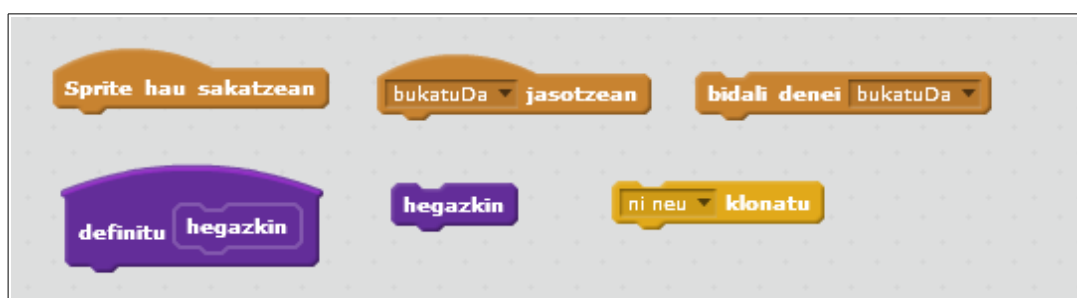 Sprite hau sakatzean
bukatuDa jasotzean
bidali denei bukatuDa
definitu hegazkin
hegazkin
ni neu klonatu